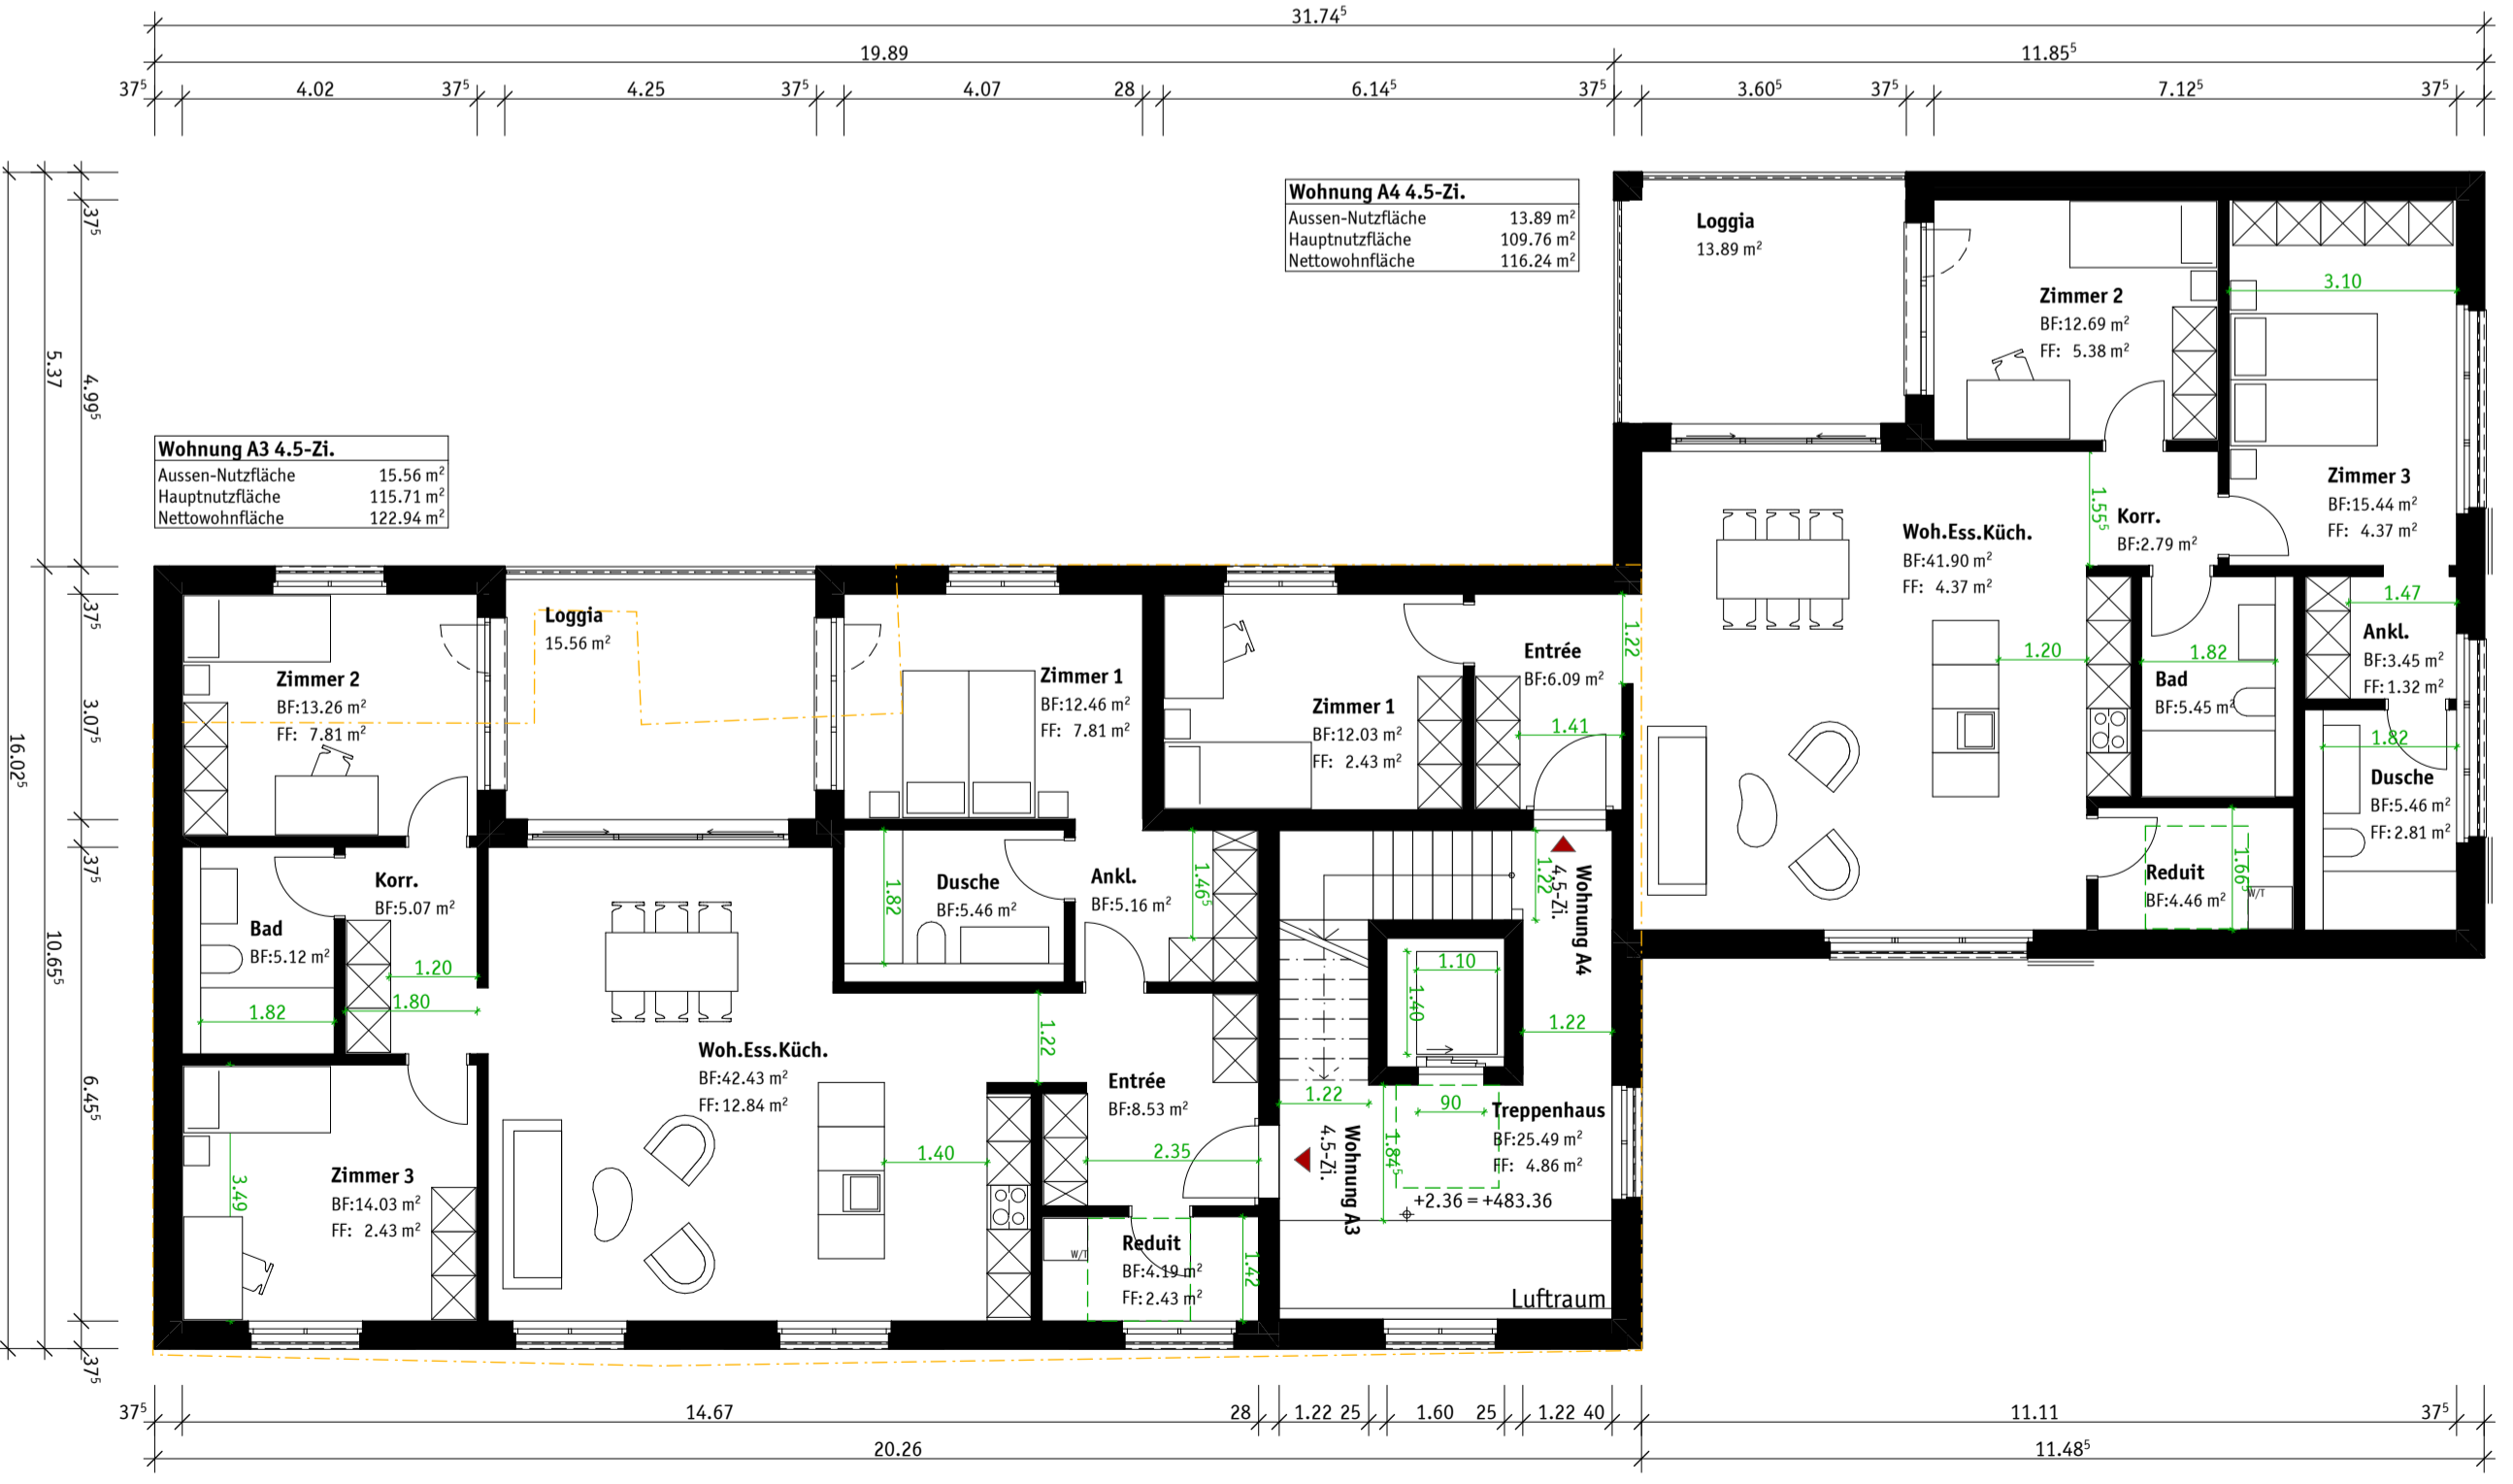 31.74⁵
19.89
11.85⁵
37⁵ 4.02 37⁵ 4.25 37⁵ 4.07 28 6.14⁵ 37⁵ 3.60⁵ 37⁵ 7.12⁵ 37⁵
16.02⁵
5.37
10.65⁵
37⁵
4.99⁵
37⁵
3.07⁵
37⁵
6.45⁵
37⁵
Wohnung A4 4.5-Zi.
Aussen-Nutzfläche 13.89 m²
Hauptnutzfläche 109.76 m²
Nettowohnfläche 116.24 m²
Wohnung A3 4.5-Zi.
Aussen-Nutzfläche 15.56 m²
Hauptnutzfläche 115.71 m²
Nettowohnfläche 122.94 m²
Loggia
13.89 m²
Zimmer 2
BF:12.69 m²
FF: 5.38 m²
3.10
Zimmer 3
BF:15.44 m²
FF: 4.37 m²
1.55⁵
Korr.
BF:2.79 m²
Woh.Ess.Küch.
BF:41.90 m²
FF: 4.37 m²
1.20
1.82
Bad
BF:5.45 m²
1.47
Ankl.
BF:3.45 m²
FF:1.32 m²
1.82
Dusche
BF:5.46 m²
FF:2.81 m²
1.66⁵
Reduit
BF:4.46 m²
W/T
Entrée
BF:6.09 m²
1.22
1.41
Zimmer 1
BF:12.03 m²
FF: 2.43 m²
Loggia
15.56 m²
Zimmer 2
BF:13.26 m²
FF: 7.81 m²
Zimmer 1
BF:12.46 m²
FF: 7.81 m²
Korr.
BF:5.07 m²
Bad
BF:5.12 m²
1.20
1.80
1.82
Dusche
BF:5.46 m²
1.82
Ankl.
BF:5.16 m²
1.46⁵
1.22
Wohnung A4
4.5-Zi.
1.10
1.40
1.22
Woh.Ess.Küch.
BF:42.43 m²
FF: 12.84 m²
1.22
Entrée
BF:8.53 m²
1.40
2.35
1.22
90
1.84⁵
Treppenhaus
BF:25.49 m²
FF: 4.86 m²
+2.36 = +483.36
Wohnung A3
4.5-Zi.
Zimmer 3
BF:14.03 m²
FF: 2.43 m²
3.49
Reduit
BF:4.19 m²
FF: 2.43 m²
W/T
1.42
Luftraum
37⁵ 14.67 28 1.22 25 1.60 25 1.22 40 11.11 37⁵
20.26
11.48⁵